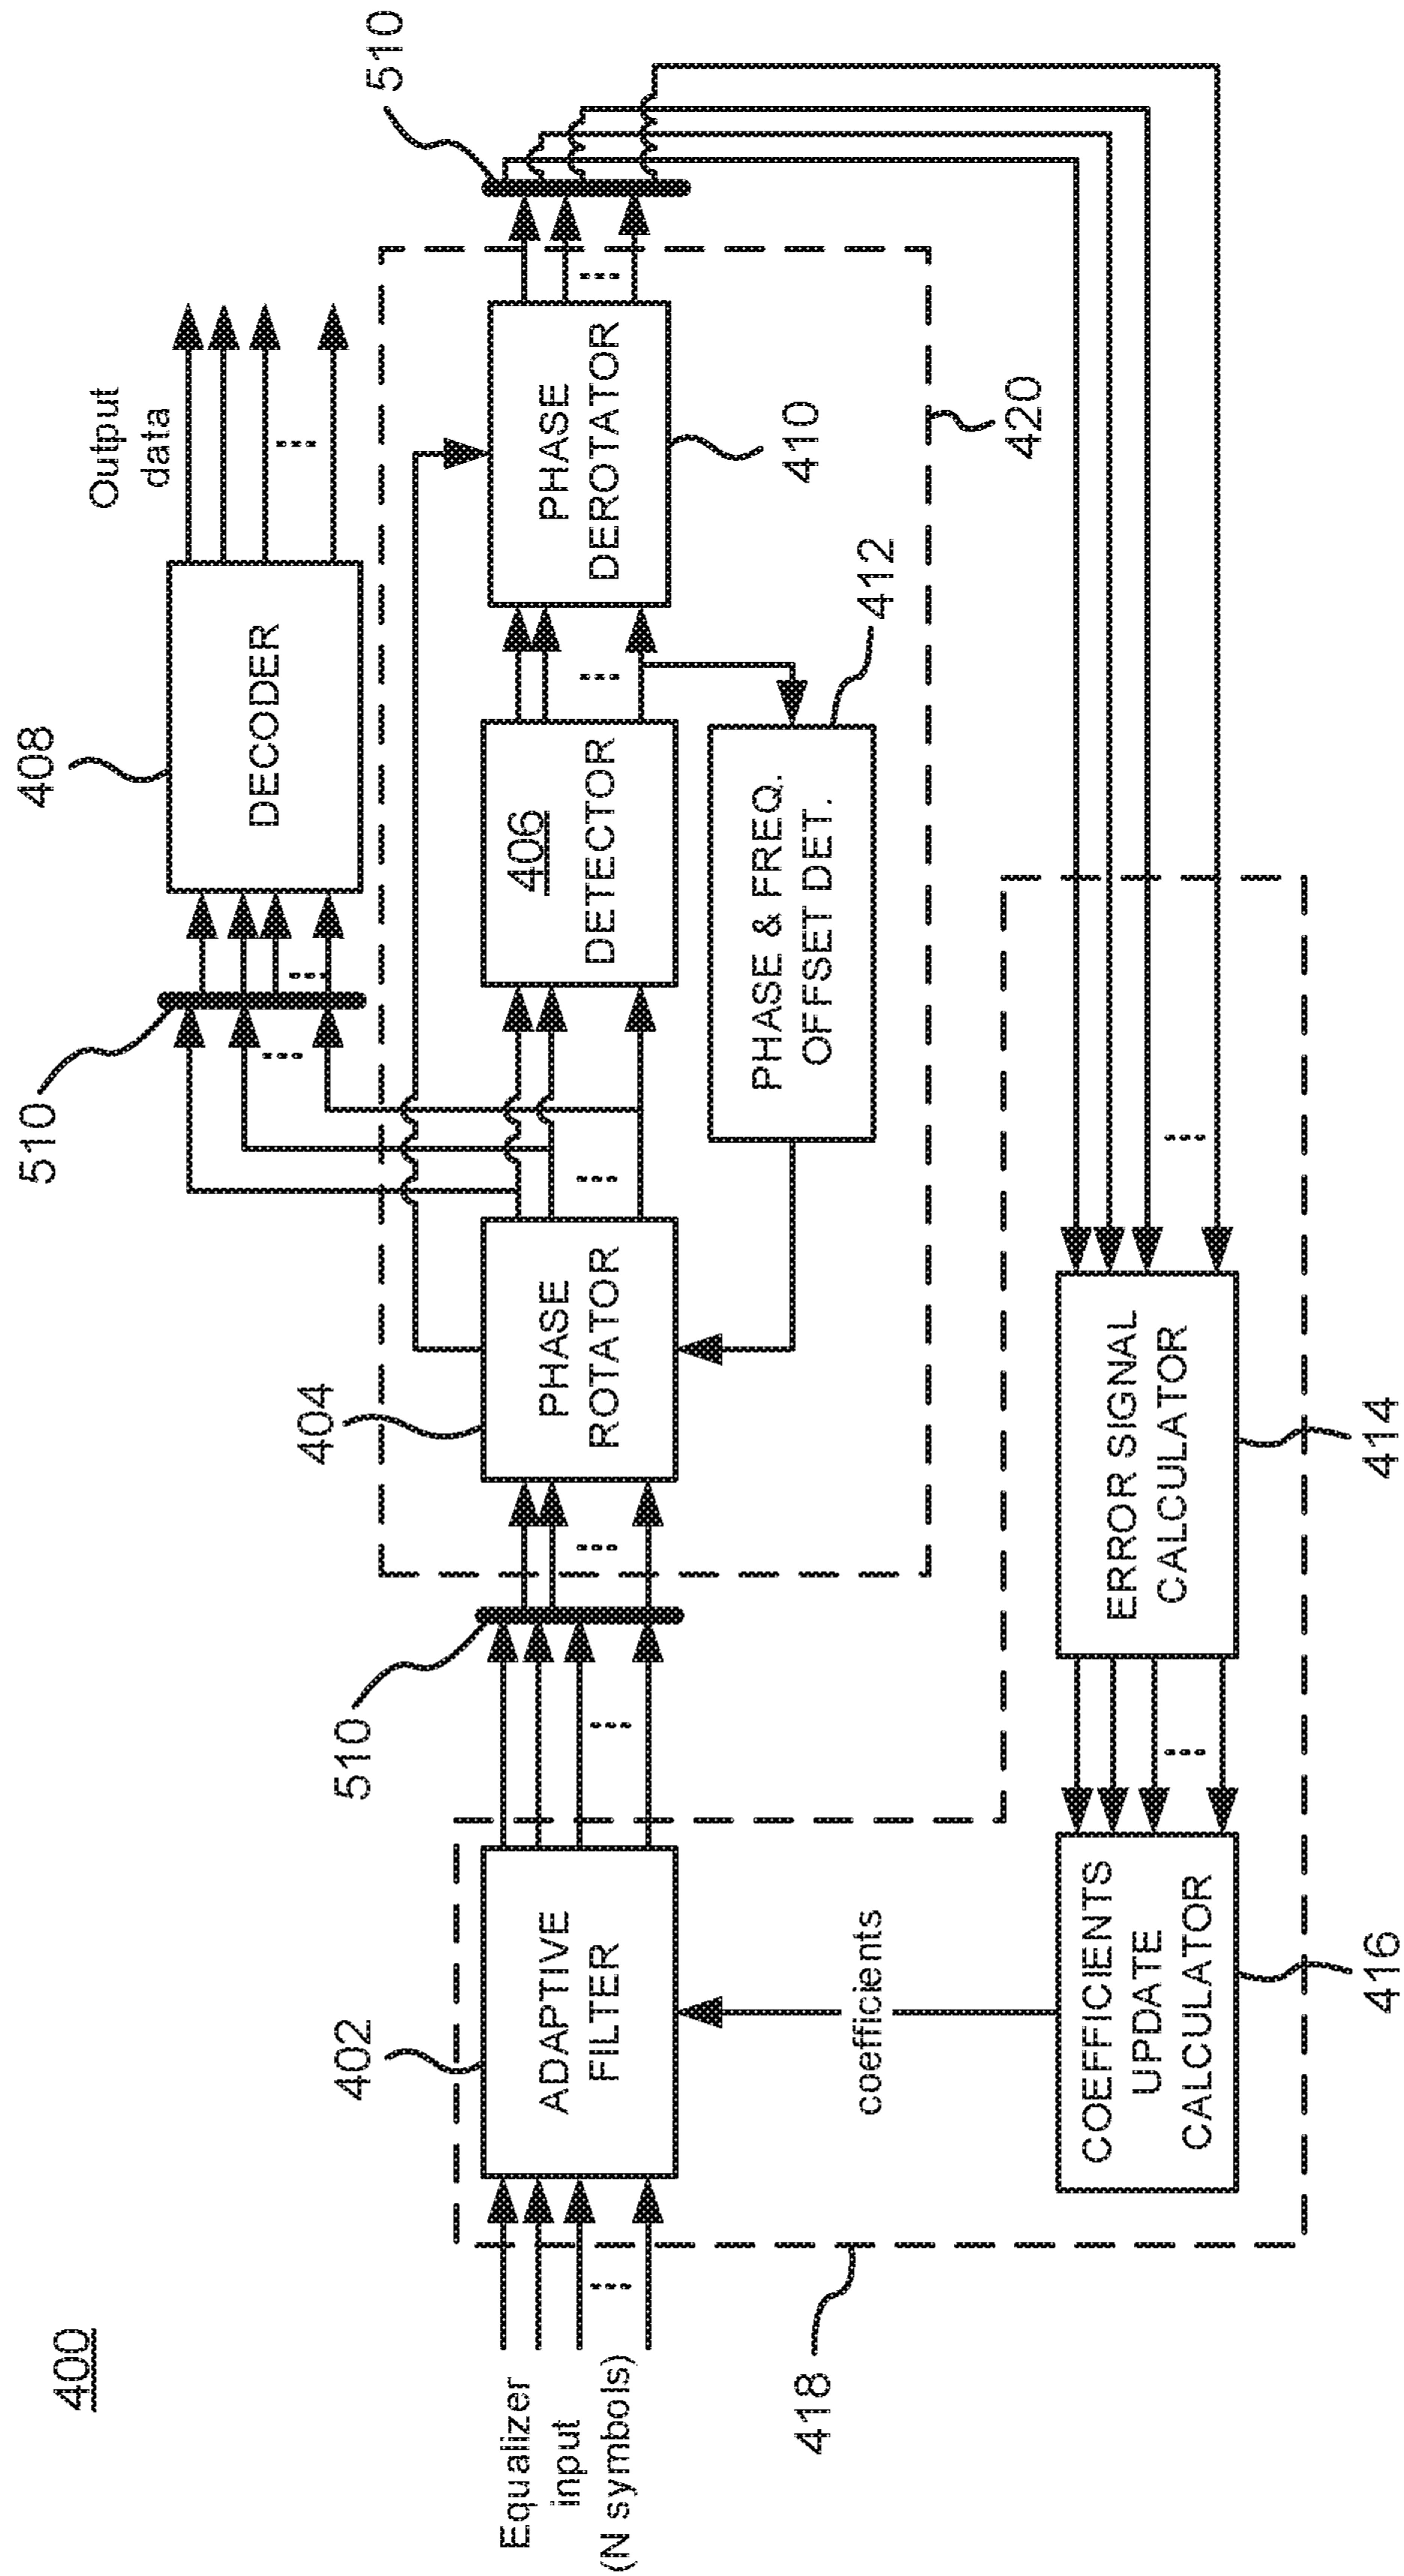 400
408
Output
data
510
DECODER
510
404
402
510
Equalizer
input
(N symbols)
ADAPTIVE
FILTER
PHASE
ROTATOR
406
DETECTOR
PHASE
DEROTATOR
410
412
PHASE & FREQ.
OFFSET DET.
420
coefficients
418
COEFFICIENTS
UPDATE
CALCULATOR
ERROR SIGNAL
CALCULATOR
416
414
510